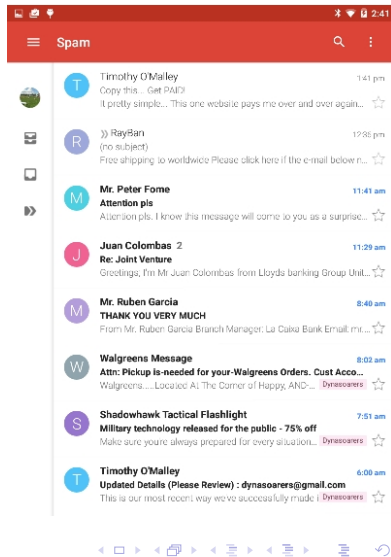 2:41
Spam
Timothy O'Malley 1:41 pm
Copy this... Get PAID!
It pretty simple... This one website pays me over and over again...
)) RayBan 12:35 pm
(no subject)
Free shipping to worldwide Please click here if the e-mail below n...
Mr. Peter Fome 11:41 am
Attention pls
Attention pls. I know this message will come to you as a surprise...
Juan Colombas 2 11:29 am
Re: Joint Venture
Greetings, I'm Mr Juan Colombas from Lloyds banking Group Unit...
Mr. Ruben Garcia 8:40 am
THANK YOU VERY MUCH
From Mr. Ruben Garcia Branch Manager, La Caixa Bank Email: mr....
Walgreens Message 8:02 am
Attn: Pickup is-needed for your-Walgreens Orders. Cust Acco...
Walgreens..... Located At The Corner of Happy, AND-... Dynasoarers
Shadowhawk Tactical Flashlight 7:51 am
Military technology released for the public - 75% off
Make sure you're always prepared for every situation... Dynasoarers
Timothy O'Malley 6:00 am
Updated Details (Please Review) : dynasoarers@gmail.com
This is our most recent way we've successfully made Dynasoarers
T
R
M
J
M
W
S
T